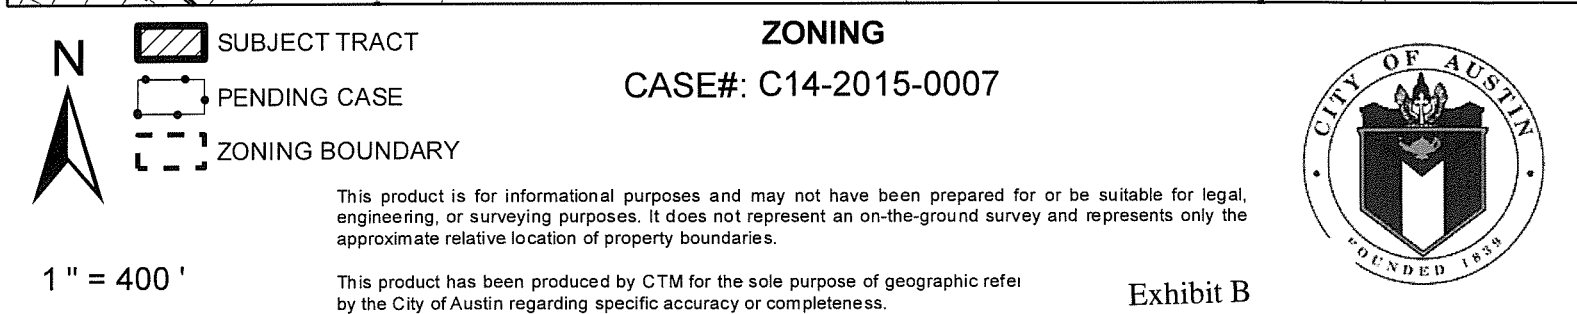 N
SUBJECT TRACT
PENDING CASE
ZONING BOUNDARY
1 " = 400 '
ZONING
CASE#: C14-2015-0007
This product is for informational purposes and may not have been prepared for or be suitable for legal,
engineering, or surveying purposes. It does not represent an on-the-ground survey and represents only the
approximate relative location of property boundaries.
This product has been produced by CTM for the sole purpose of geographic
by the City of Austin regarding specific accuracy or completeness.
Exhibit B
CITY OF AUSTIN
FOUNDED 1839